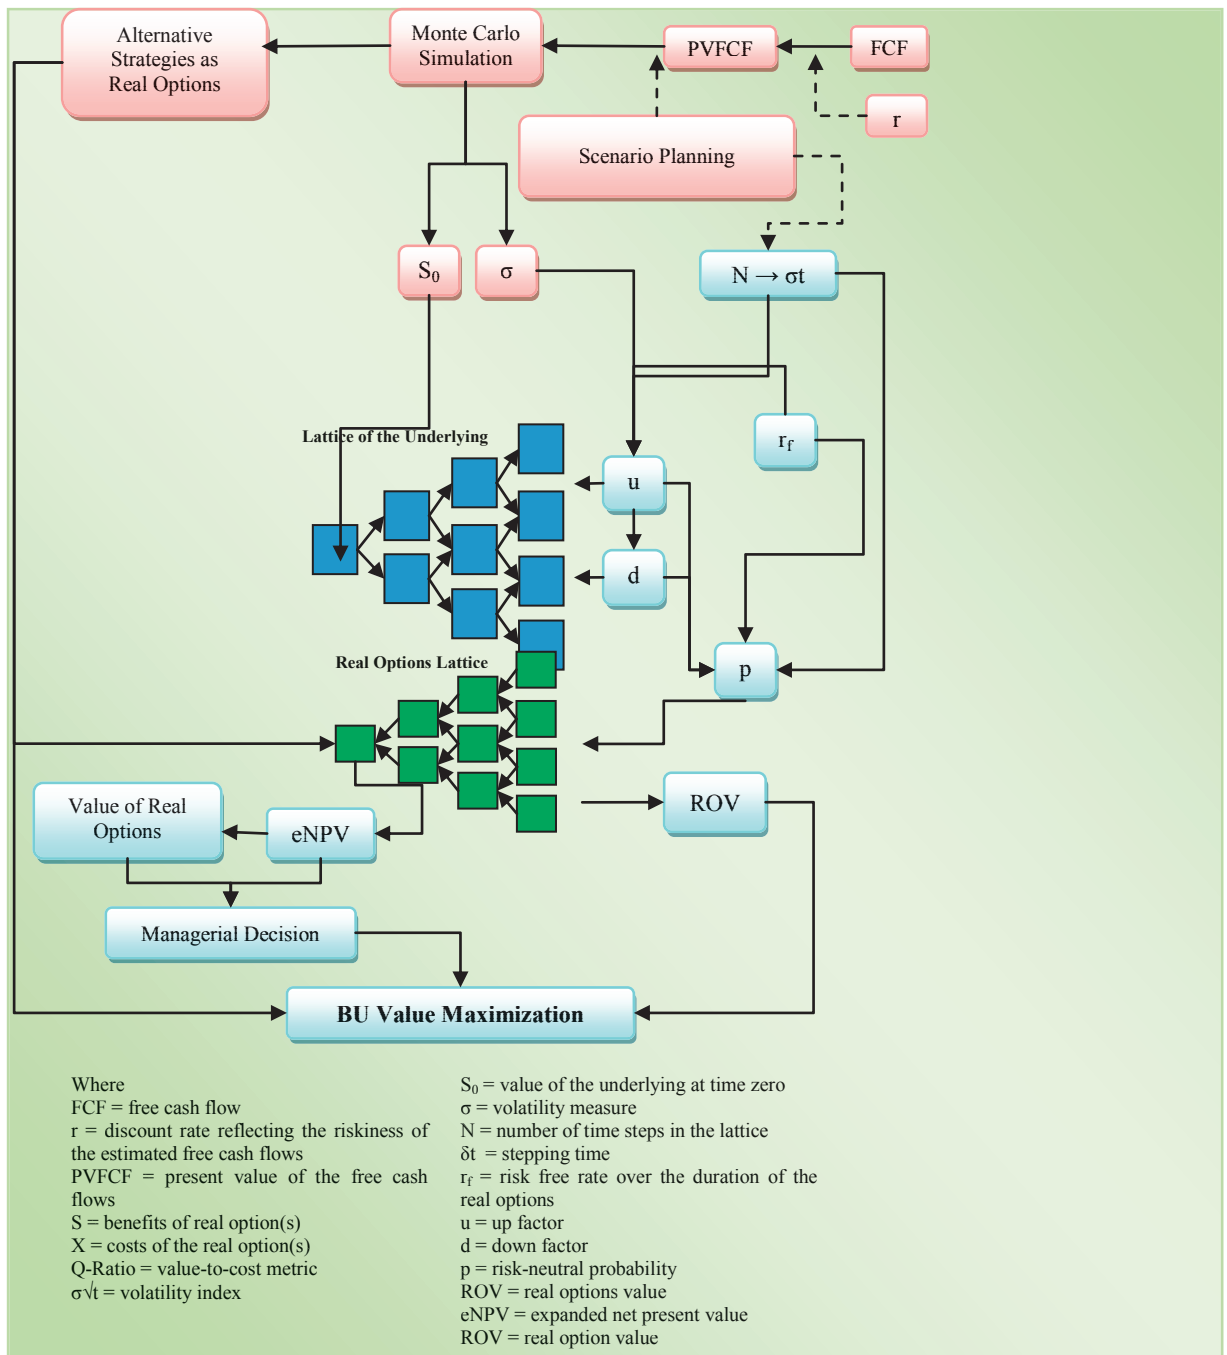 Alternative
Strategies as
Real Options
Monte Carlo
Simulation
PVFCF
FCF
r
Scenario Planning
S₀
σ
N → σt
Lattice of the Underlying
u
r_f
d
Real Options Lattice
p
Value of Real
Options
eNPV
ROV
Managerial Decision
BU Value Maximization
Where
FCF = free cash flow
r = discount rate reflecting the riskiness of
the estimated free cash flows
PVFCF = present value of the free cash
flows
S = benefits of real option(s)
X = costs of the real option(s)
Q-Ratio = value-to-cost metric
σ√t = volatility index
S₀ = value of the underlying at time zero
σ = volatility measure
N = number of time steps in the lattice
δt = stepping time
r_f = risk free rate over the duration of the
real options
u = up factor
d = down factor
p = risk-neutral probability
ROV = real options value
eNPV = expanded net present value
ROV = real option value